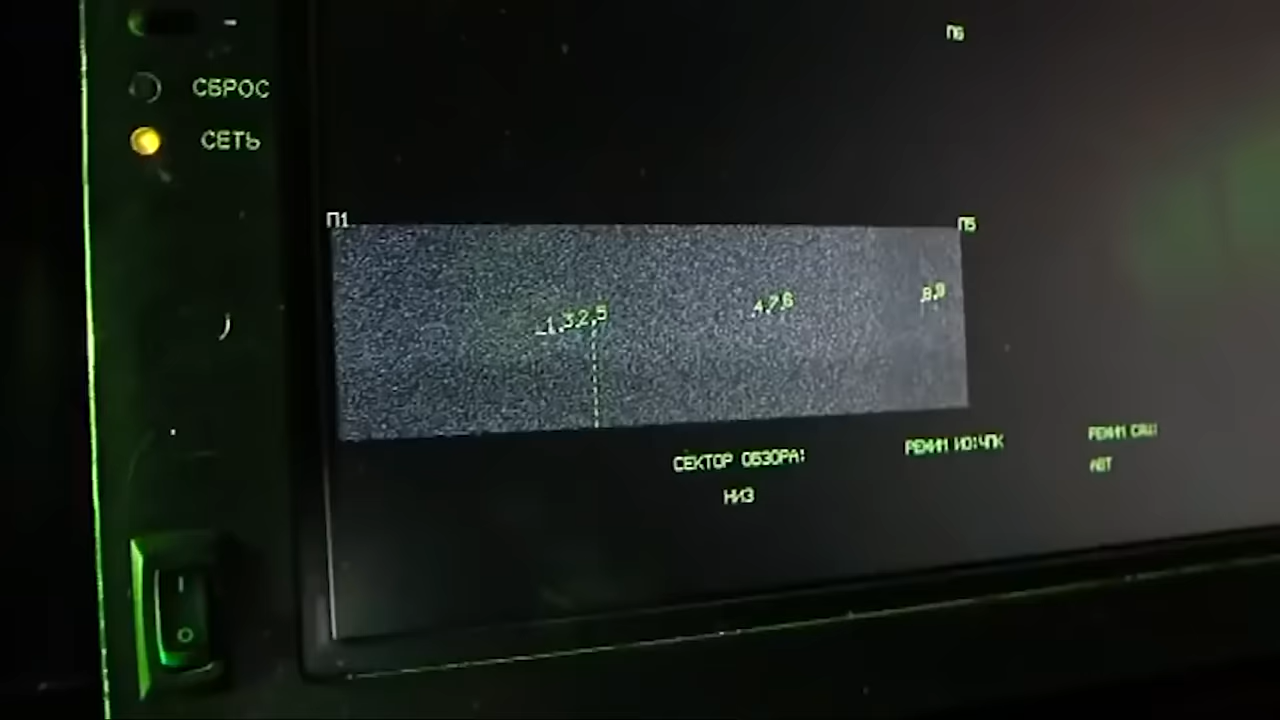 П6
СБРОС
СЕТЬ
П1
П5
1,3,2,5
4,7,6
8,9
СЕКТОР ОБЗОРА:
НИЗ
РЕЖИМ ИО:ЧПК
РЕЖИМ САЦ:
АВТ